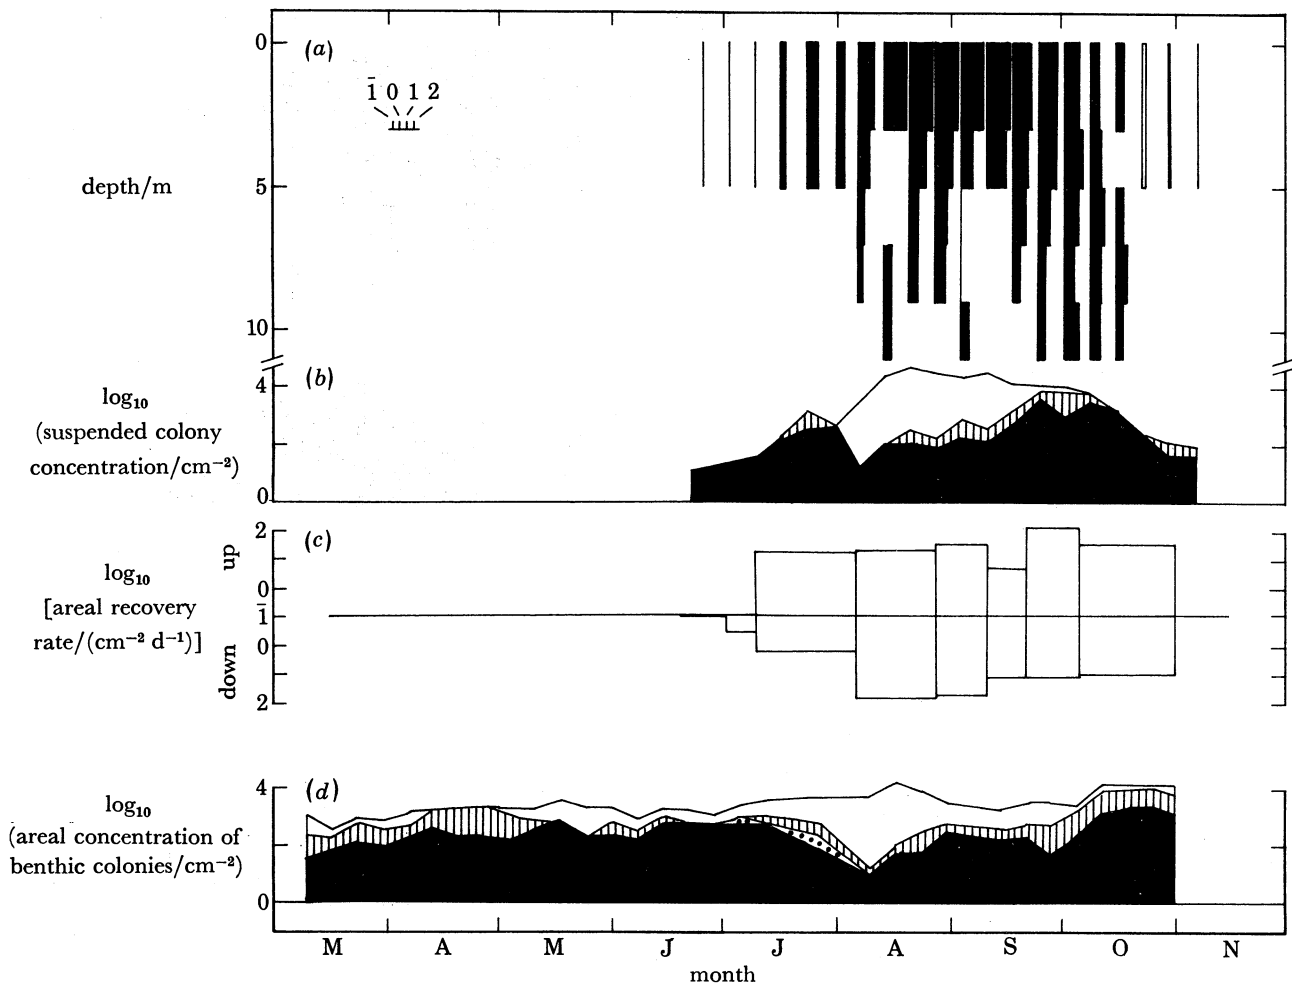 0
(a)
1̄ 0 1 2
depth/m
5
10
(b)
4
log₁₀
(suspended colony
concentration/cm⁻²)
0
2
(c)
up
log₁₀
0
[areal recovery
1̄
rate/(cm⁻² d⁻¹)]
0
down
2
4
(d)
log₁₀
(areal concentration of
benthic colonies/cm⁻²)
0
M A M J J A S O N
month